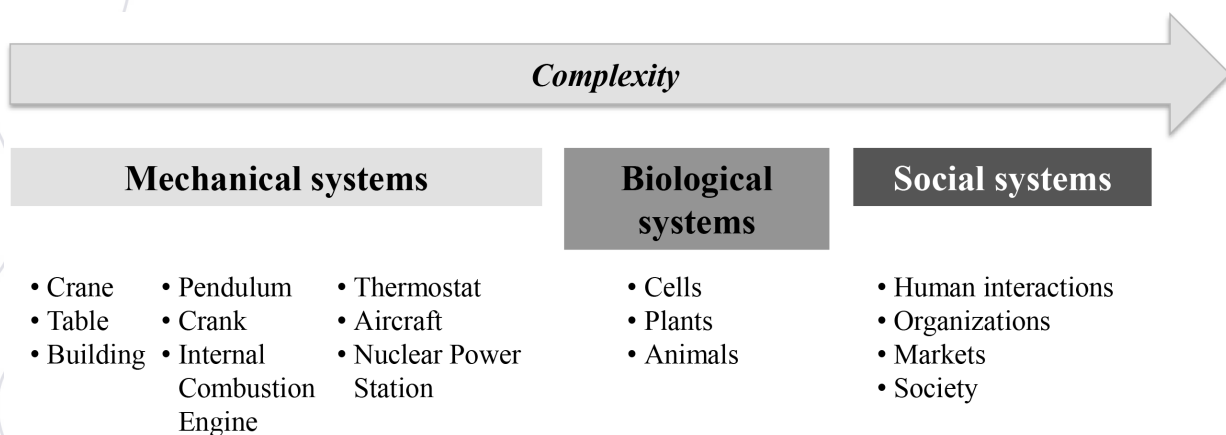 Complexity
Mechanical systems
Biological
systems
Social systems
• Crane
• Table
• Building
• Pendulum
• Crank
• Internal
Combustion
Engine
• Thermostat
• Aircraft
• Nuclear Power
Station
• Cells
• Plants
• Animals
• Human interactions
• Organizations
• Markets
• Society